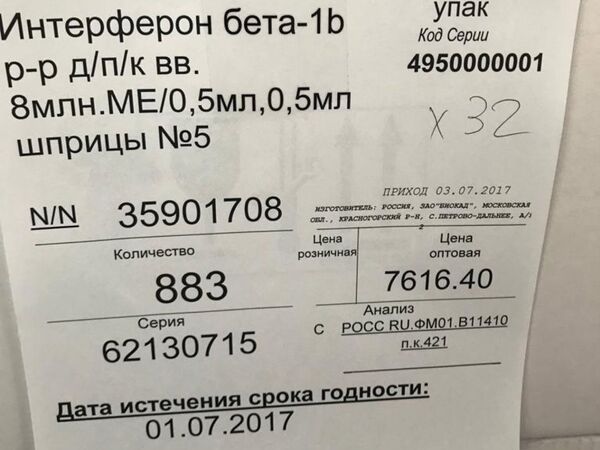 Интерферон бета-1b
р-р д/п/к вв.
8млн.МЕ/0,5мл,0,5мл
шприцы №5
упак
Код Серии
4950000001
x 32
N/N 35901708
ПРИХОД 03.07.2017
ИЗГОТОВИТЕЛЬ: РОССИЯ, ЗАО"БИОКАД", МОСКОВСКАЯ
ОБЛ., КРАСНОГОРСКИЙ Р-Н, С.ПЕТРОВО-ДАЛЬНЕЕ, А/Я
2
Количество
883
Цена
розничная
Цена
оптовая
7616.40
Серия
62130715
Анализ
С РОСС RU.ФМ01.В11410
п.к.421
Дата истечения срока годности:
01.07.2017